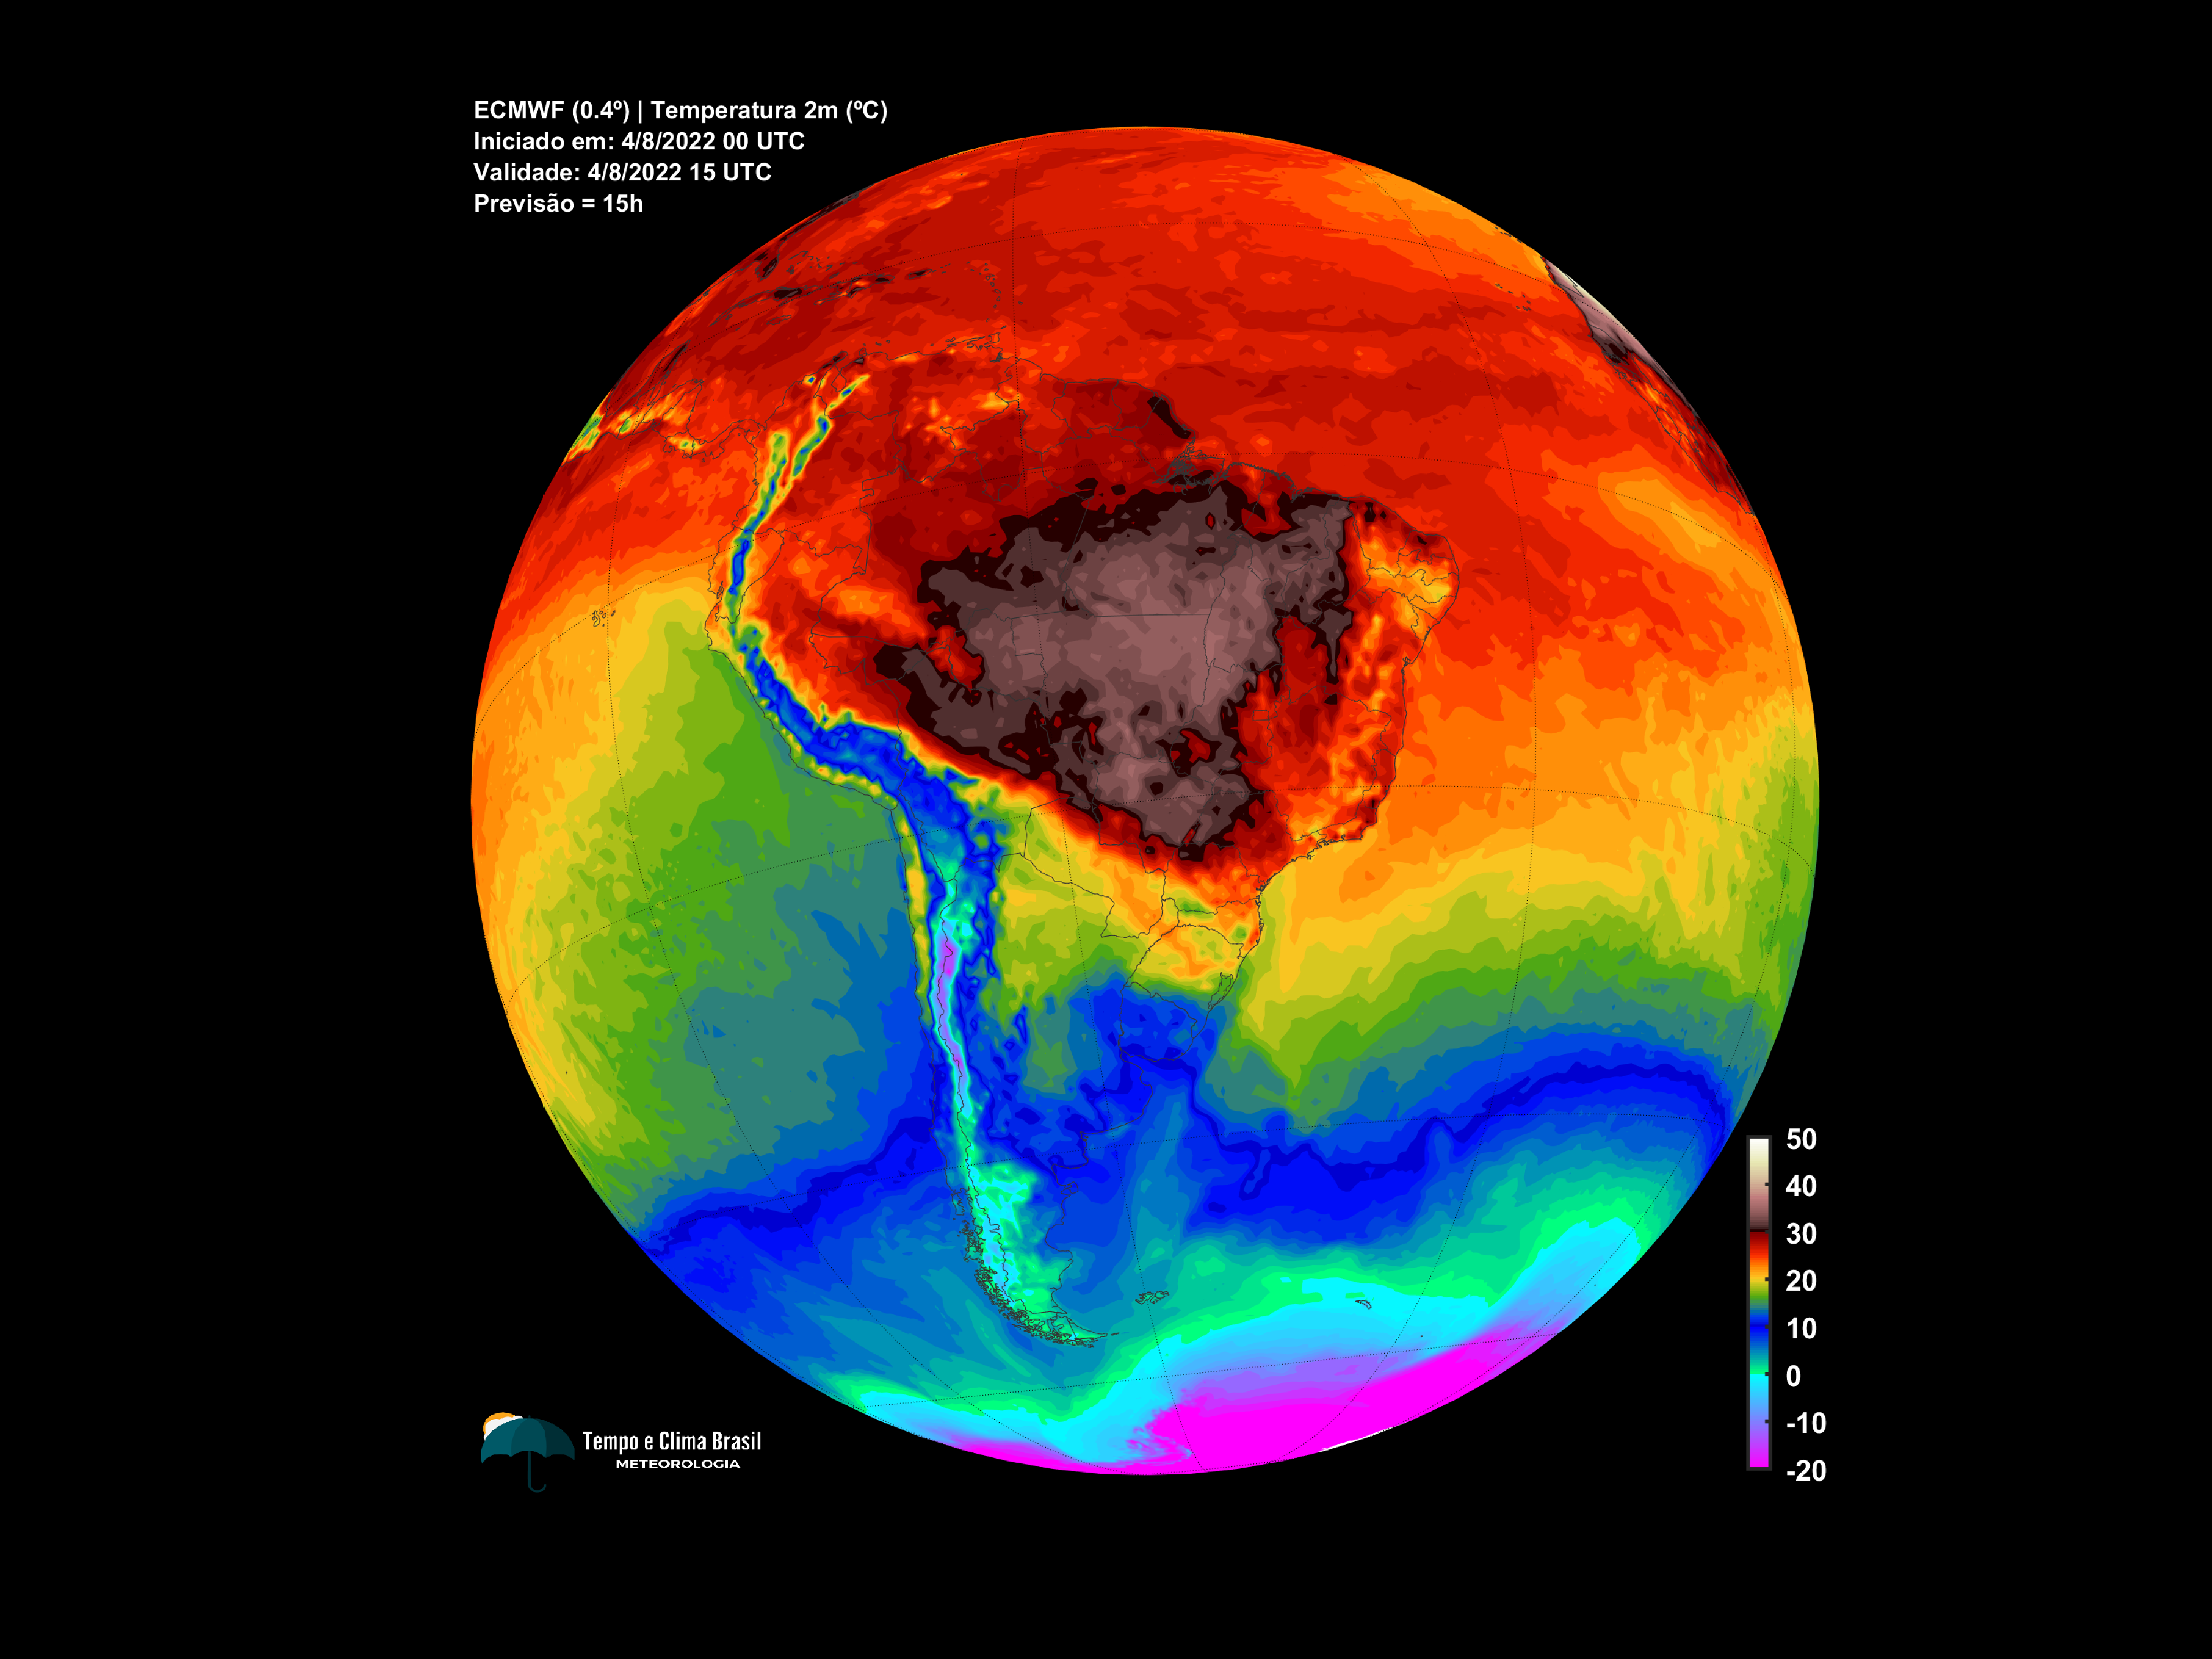 ECMWF (0.4º) | Temperatura 2m (ºC)
Iniciado em: 4/8/2022 00 UTC
Validade: 4/8/2022 15 UTC
Previsão = 15h
50
40
30
20
10
0
-10
-20
Tempo e Clima Brasil
METEOROLOGIA